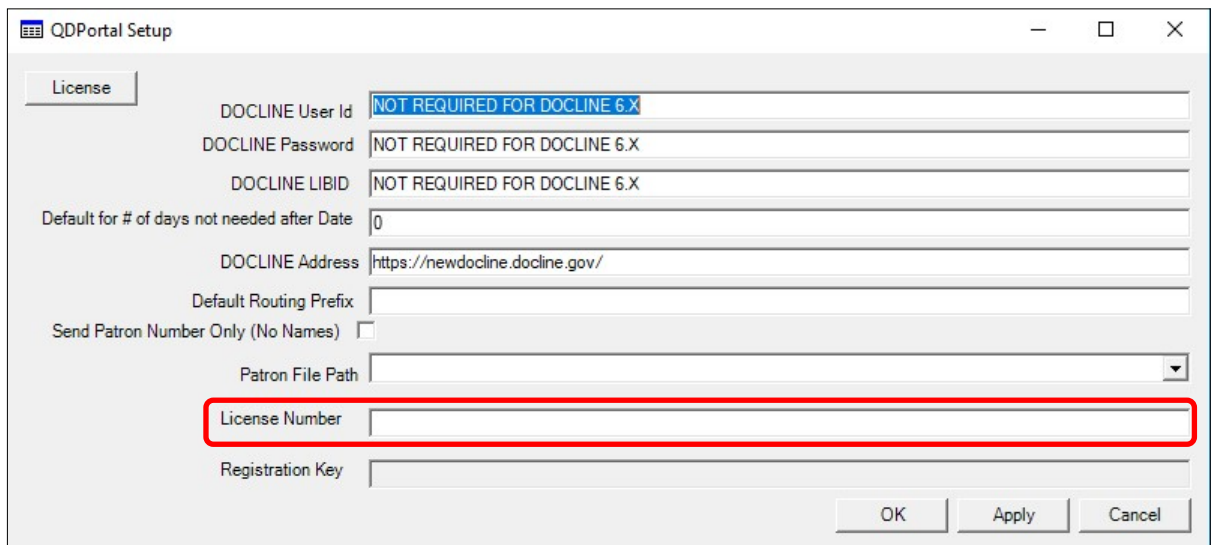 QDPortal Setup
License
DOCLINE User Id NOT REQUIRED FOR DOCLINE 6.X
DOCLINE Password NOT REQUIRED FOR DOCLINE 6.X
DOCLINE LIBID NOT REQUIRED FOR DOCLINE 6.X
Default for # of days not needed after Date 0
DOCLINE Address https://newdocline.docline.gov/
Default Routing Prefix
Send Patron Number Only (No Names)
Patron File Path
License Number
Registration Key
OK Apply Cancel